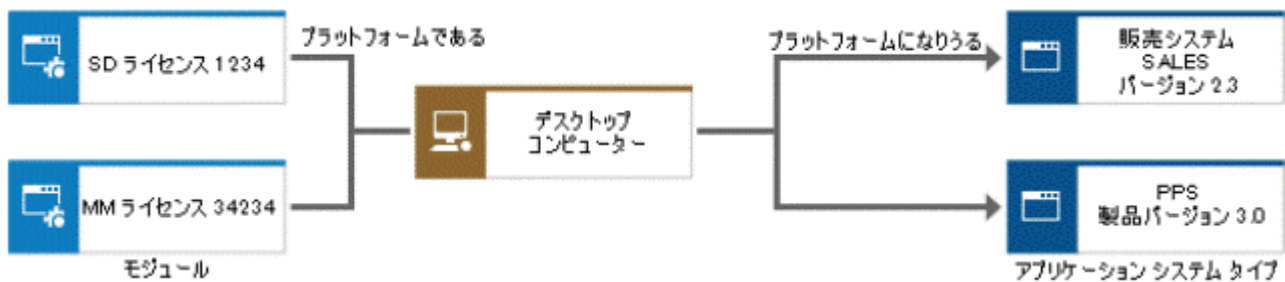 SD ライセンス 1234
プラットフォームである
プラットフォームになりうる
販売システム
SALES
バージョン 2.3
デスクトップ
コンピューター
MM ライセンス 34234
モジュール
PPS
製品バージョン 3.0
アプリケーション システム タイプ